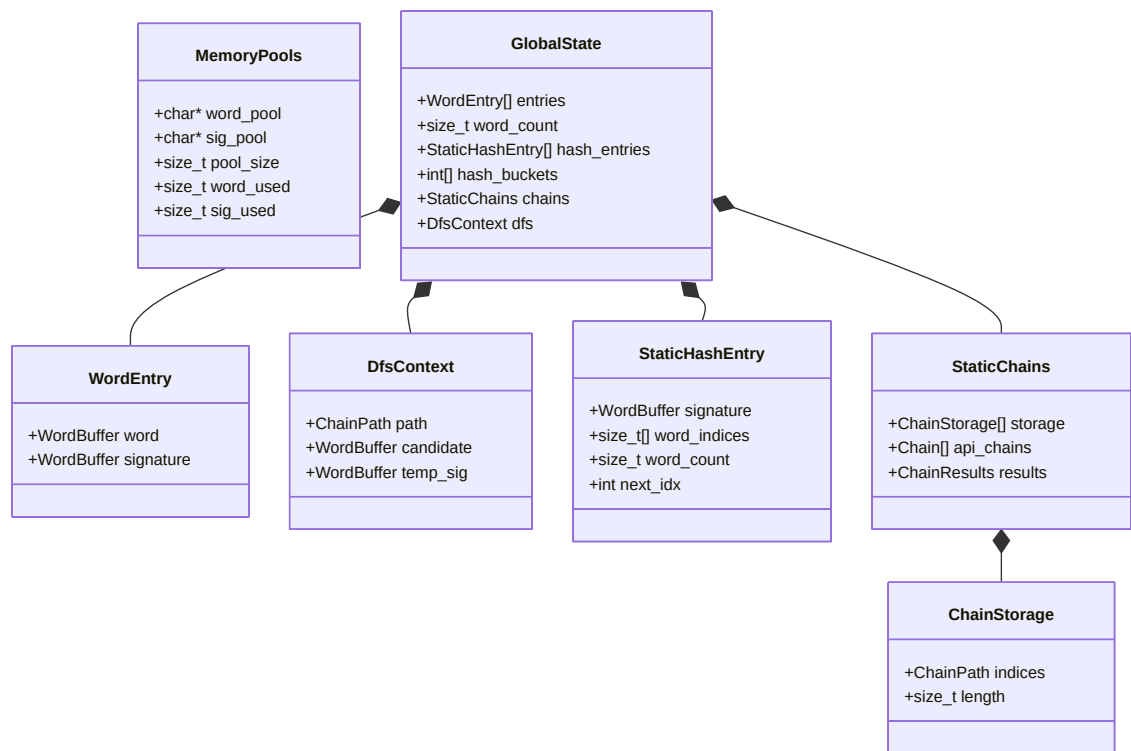 MemoryPools
+char* word_pool
+char* sig_pool
+size_t pool_size
+size_t word_used
+size_t sig_used
GlobalState
+WordEntry[] entries
+size_t word_count
+StaticHashEntry[] hash_entries
+int[] hash_buckets
+StaticChains chains
+DfsContext dfs
WordEntry
+WordBuffer word
+WordBuffer signature
DfsContext
+ChainPath path
+WordBuffer candidate
+WordBuffer temp_sig
StaticHashEntry
+WordBuffer signature
+size_t[] word_indices
+size_t word_count
+int next_idx
StaticChains
+ChainStorage[] storage
+Chain[] api_chains
+ChainResults results
ChainStorage
+ChainPath indices
+size_t length